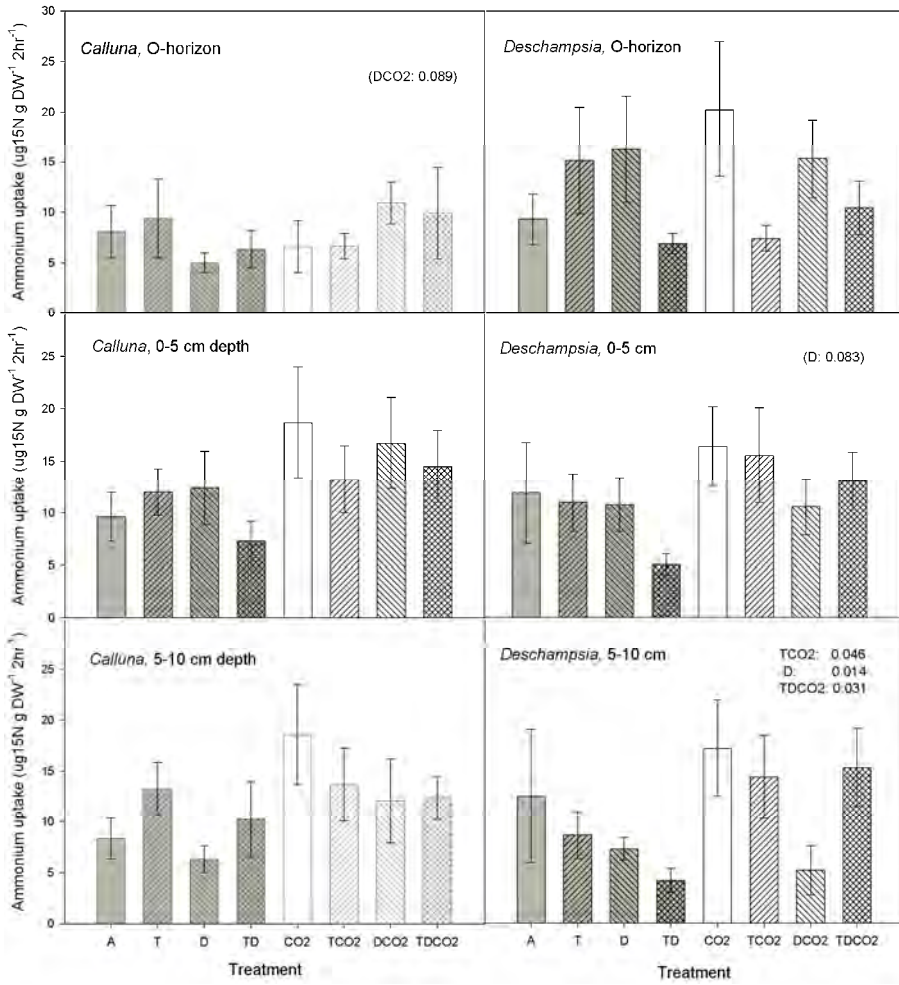 Ammonium uptake (ug15N g DW⁻¹ 2hr⁻¹)
30
25
20
15
10
5
0
Calluna, O-horizon
(DCO2: 0.089)
Deschampsia, O-horizon
Ammonium uptake (ug15N g DW⁻¹ 2hr⁻¹)
25
20
15
10
5
0
Calluna, 0-5 cm depth
Deschampsia, 0-5 cm
(D: 0.083)
Ammonium uptake (ug15N g DW⁻¹ 2hr⁻¹)
25
20
15
10
5
0
Calluna, 5-10 cm depth
Deschampsia, 5-10 cm
TCO2: 0.046
D: 0.014
TDCO2: 0.031
A T D TD CO2 TCO2 DCO2 TDCO2
A T D TD CO2 TCO2 DCO2 TDCO2
Treatment
Treatment